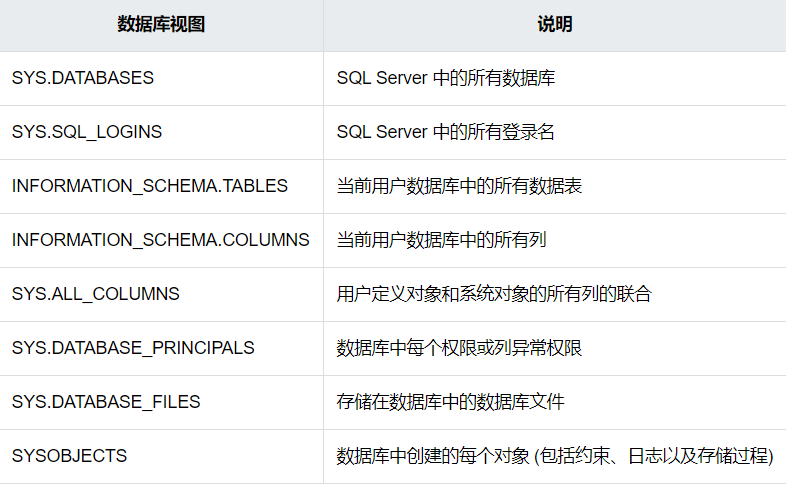 数据库视图 说明
SYS.DATABASES SQL Server 中的所有数据库
SYS.SQL_LOGINS SQL Server 中的所有登录名
INFORMATION_SCHEMA.TABLES 当前用户数据库中的所有数据表
INFORMATION_SCHEMA.COLUMNS 当前用户数据库中的所有列
SYS.ALL_COLUMNS 用户定义对象和系统对象的所有列的联合
SYS.DATABASE_PRINCIPALS 数据库中每个权限或列异常权限
SYS.DATABASE_FILES 存储在数据库中的数据库文件
SYSOBJECTS 数据库中创建的每个对象 (包括约束、日志以及存储过程)